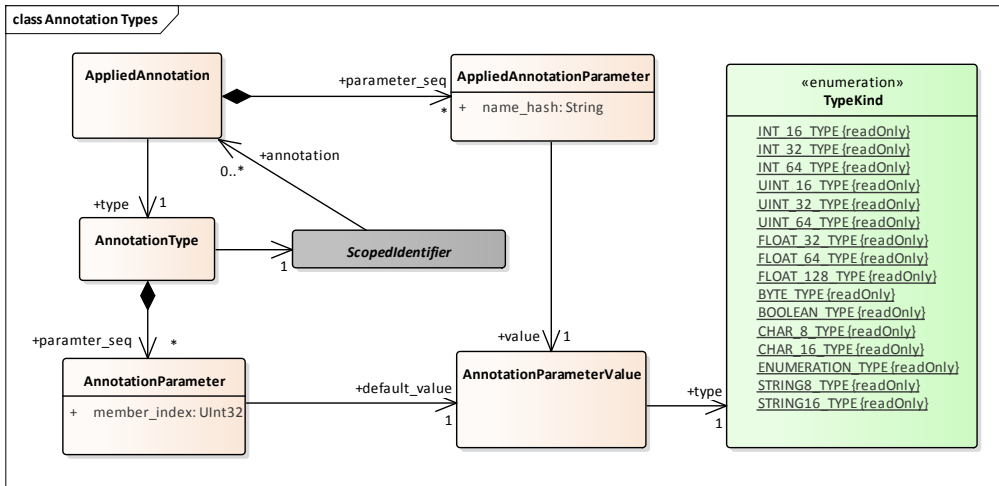 class Annotation Types
AppliedAnnotation
+parameter_seq
*
AppliedAnnotationParameter
+ name_hash: String
«enumeration»
TypeKind
INT_16_TYPE {readOnly}
INT_32_TYPE {readOnly}
INT_64_TYPE {readOnly}
UINT_16_TYPE {readOnly}
UINT_32_TYPE {readOnly}
UINT_64_TYPE {readOnly}
FLOAT_32_TYPE {readOnly}
FLOAT_64_TYPE {readOnly}
FLOAT_128_TYPE {readOnly}
BYTE_TYPE {readOnly}
BOOLEAN_TYPE {readOnly}
CHAR_8_TYPE {readOnly}
CHAR_16_TYPE {readOnly}
ENUMERATION_TYPE {readOnly}
STRING8_TYPE {readOnly}
STRING16_TYPE {readOnly}
+annotation
0..*
+type
1
AnnotationType
1
ScopedIdentifier
+paramter_seq
*
+value
1
AnnotationParameter
+ member_index: UInt32
+default_value
1
AnnotationParameterValue
+type
1